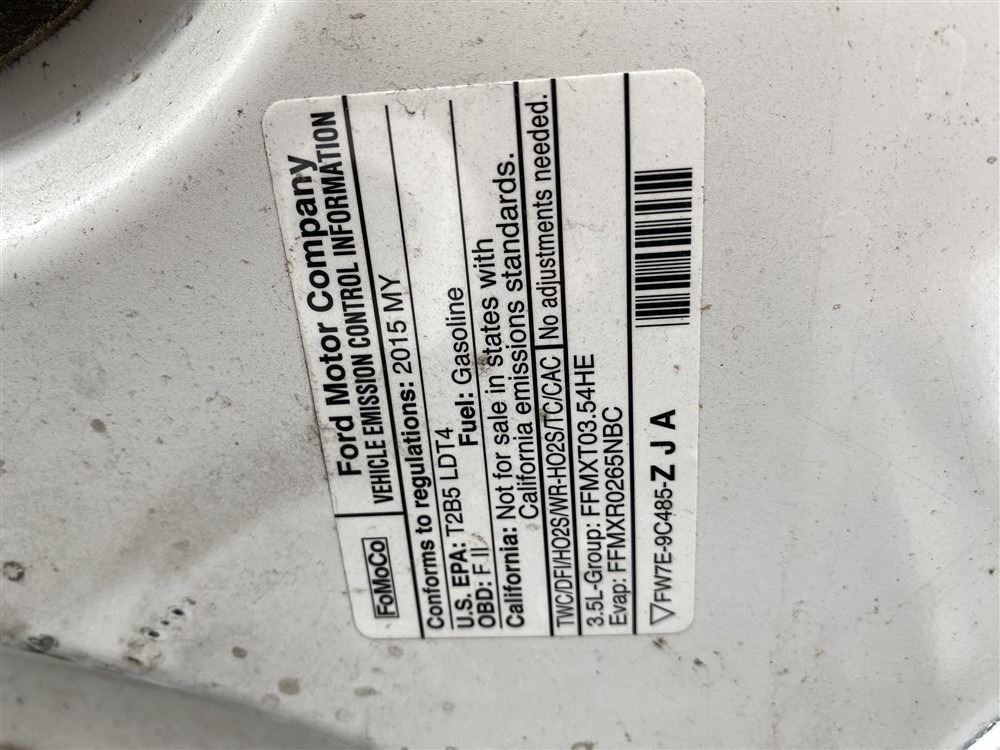 Ford Motor Company
FoMoCo
VEHICLE EMISSION CONTROL INFORMATION
Conforms to regulations: 2015 MY
U.S. EPA: T2B5 LDT4
OBD: F II Fuel: Gasoline
California: Not for sale in states with
California emissions standards.
TWC/DFI/HO2S/WR-HO2S/TC/CAC No adjustments needed.
3.5L-Group: FFMXT03.54HE
Evap: FFMXR0265NBC
▽FW7E-9C485-Z J A